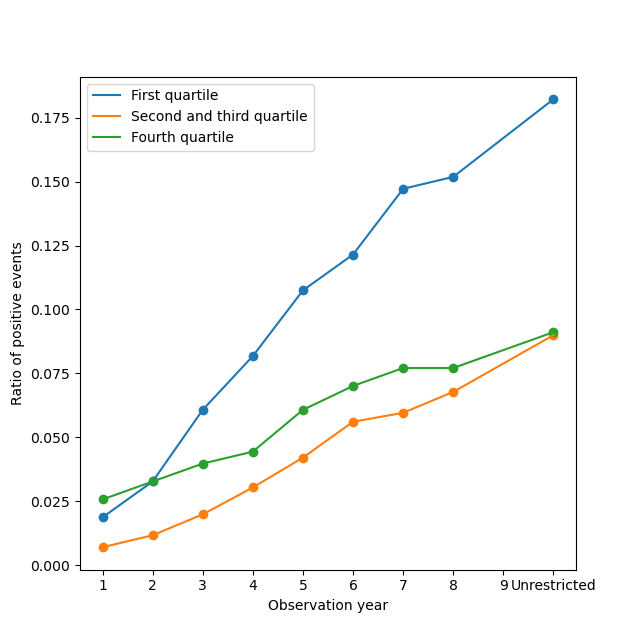 First quartile
Second and third quartile
Fourth quartile
0.175
0.150
0.125
0.100
0.075
0.050
0.025
0.000
Ratio of positive events
1 2 3 4 5 6 7 8 9 Unrestricted
Observation year